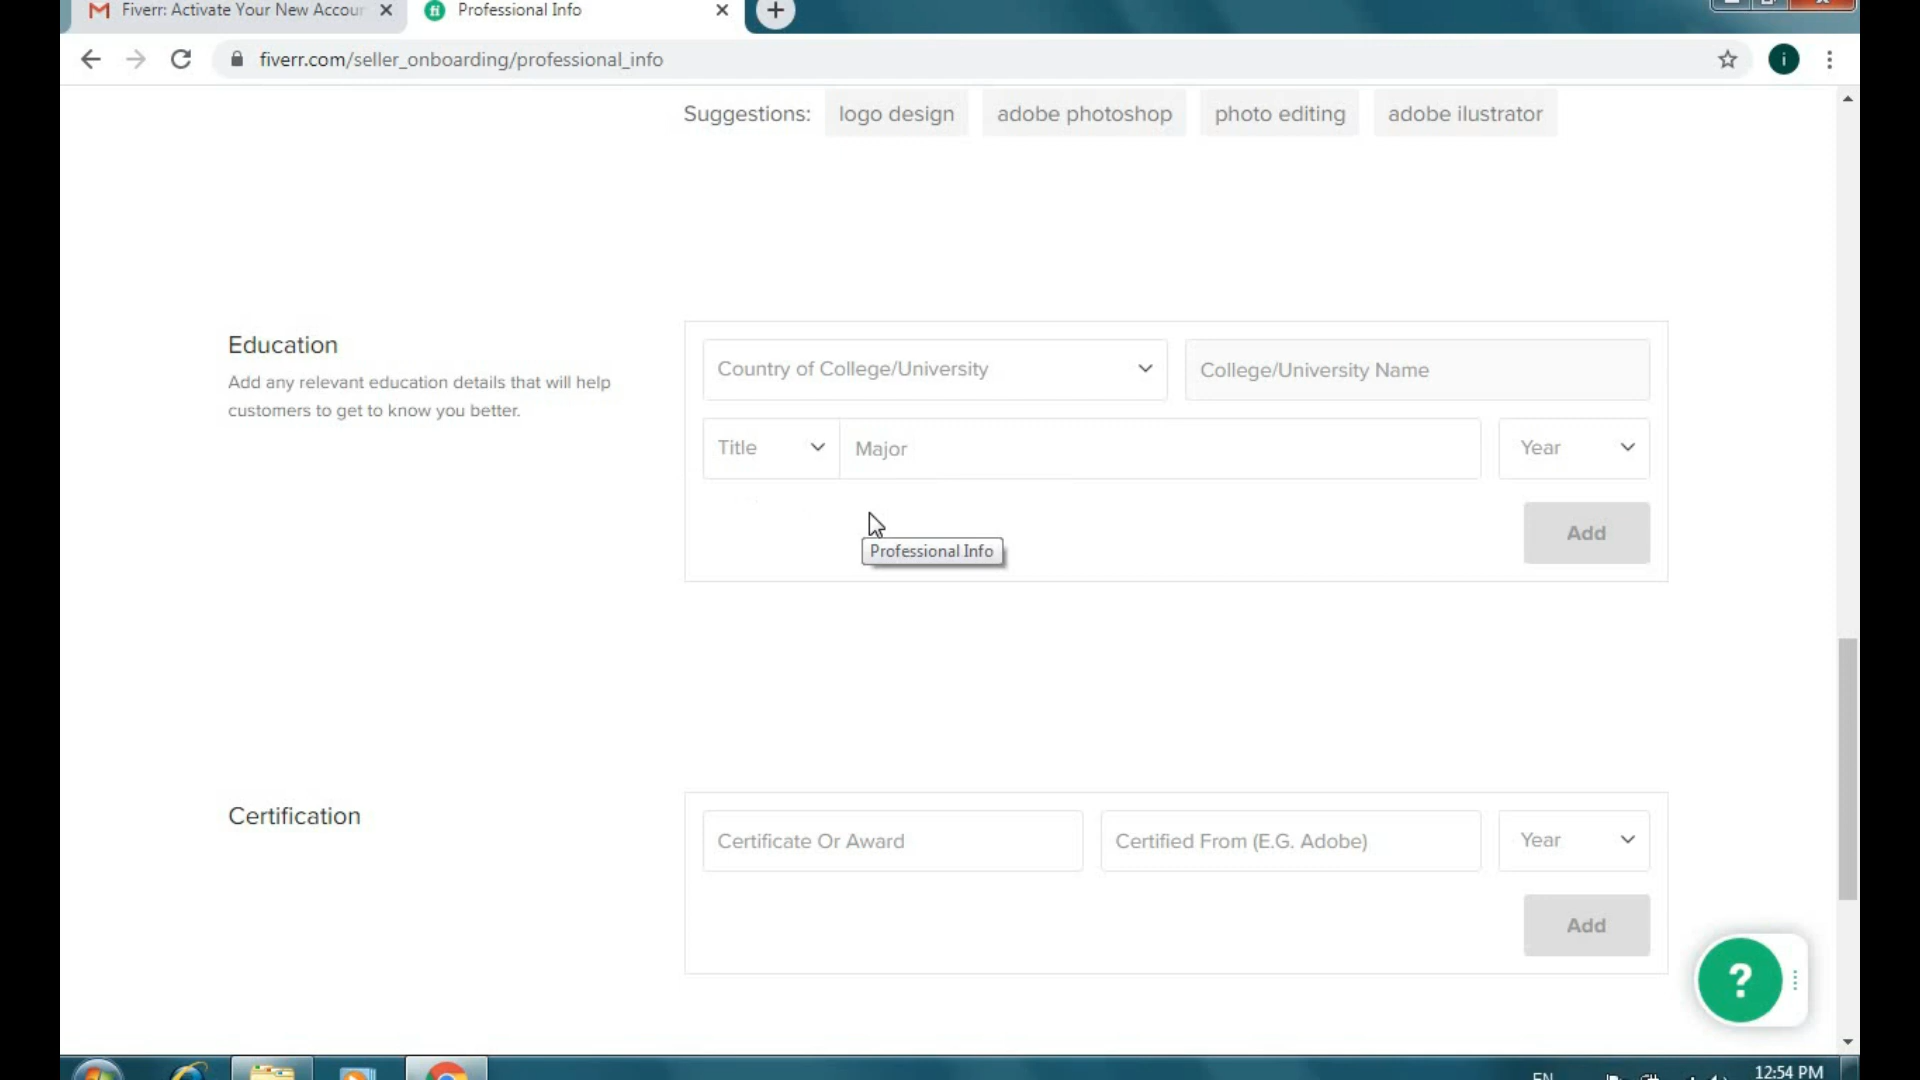 Fiverr: Activate Your New Accoun
fi Professional Info
fiverr.com/seller_onboarding/professional_info
i
Suggestions: logo design adobe photoshop photo editing adobe ilustrator
Education
Add any relevant education details that will help
customers to get to know you better.
Country of College/University College/University Name
Title Major Year
Add
Professional Info
Certification
Certificate Or Award Certified From (E.G. Adobe) Year
Add
?
EN 12:54 PM